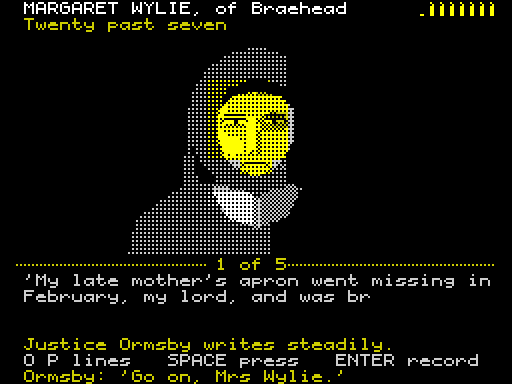 MARGARET WYLIE, of Braehead
Twenty past seven
1 of 5
'My late mother's apron went missing in
February, my lord, and was br
Justice Ormsby writes steadily.
O P lines   SPACE press   ENTER record
Ormsby: 'Go on, Mrs Wylie.'